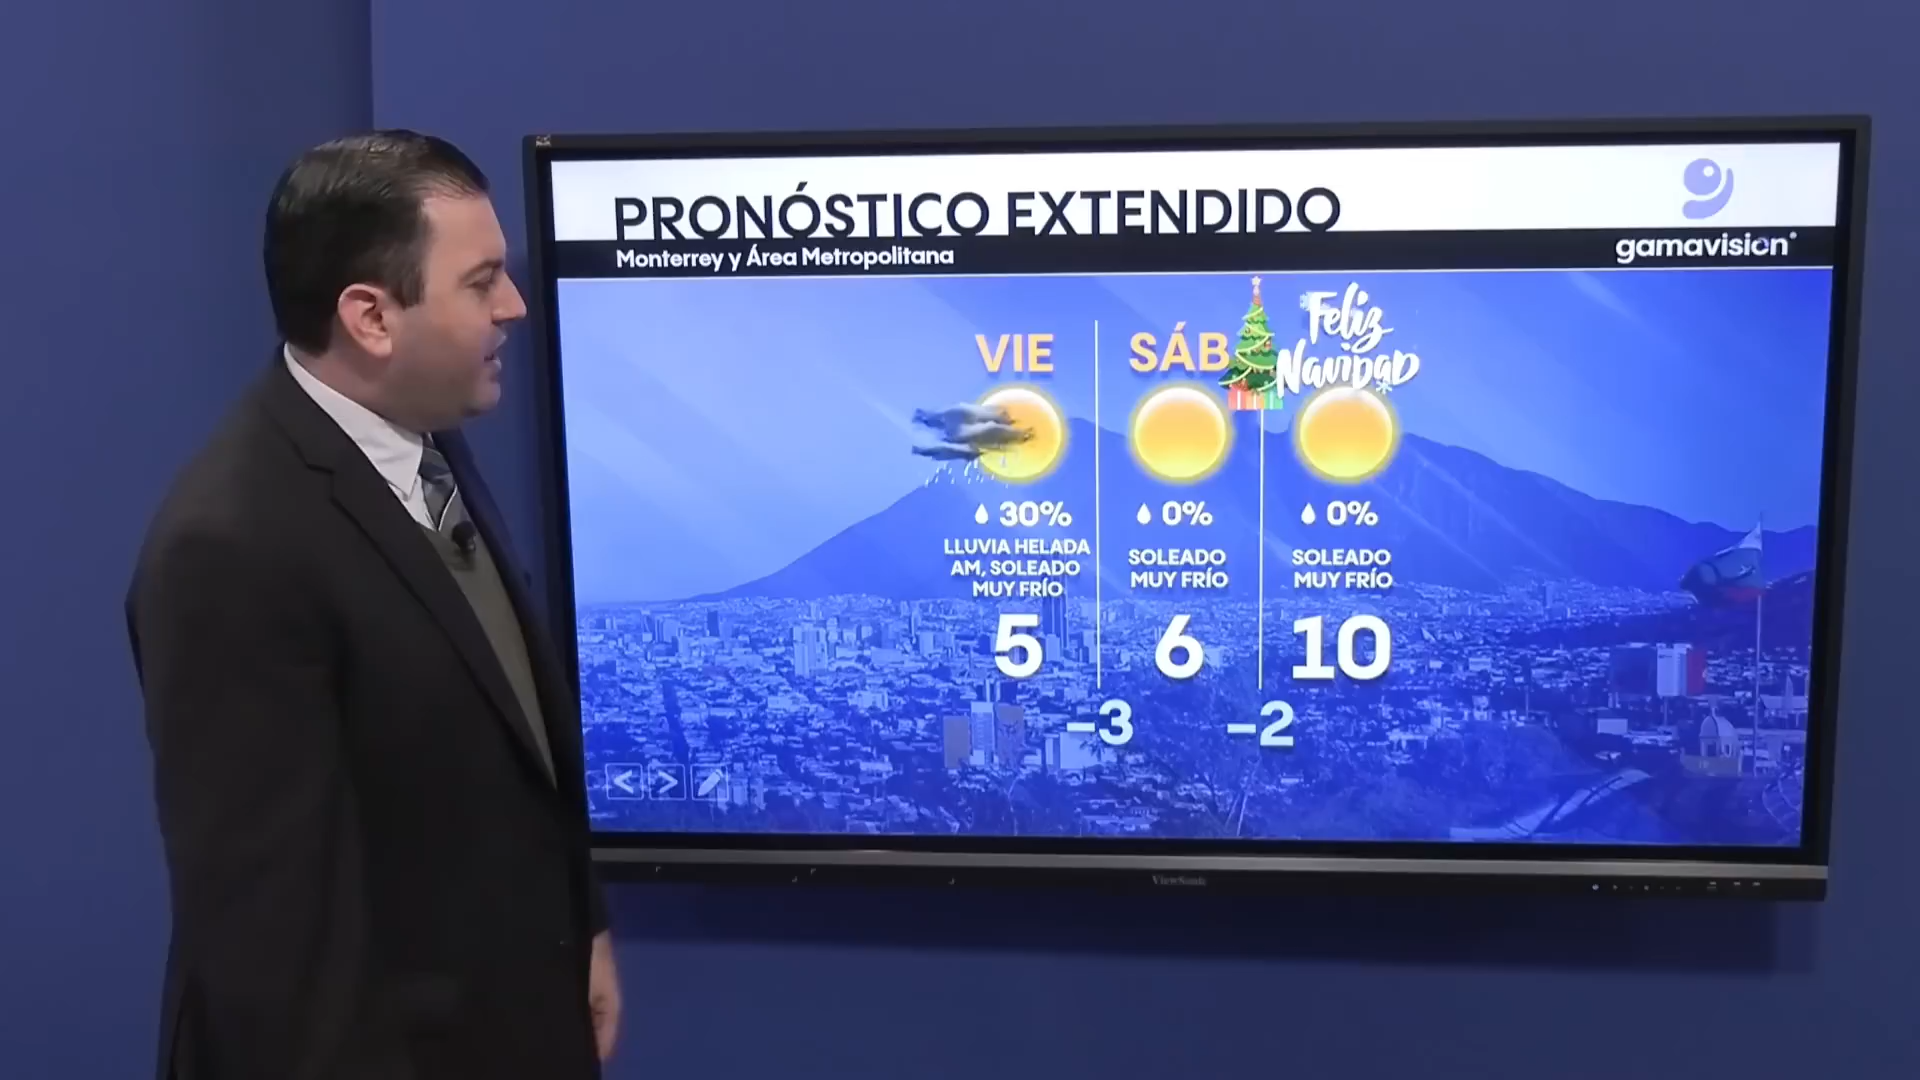 PRONÓSTICO EXTENDIDO
Monterrey y Área Metropolitana
gamavision
VIE
SÁB
Feliz
Navidad
30%
0%
0%
LLUVIA HELADA
AM, SOLEADO
MUY FRÍO
SOLEADO
MUY FRÍO
SOLEADO
MUY FRÍO
5
6
10
-3
-2
< >
ViewSonic